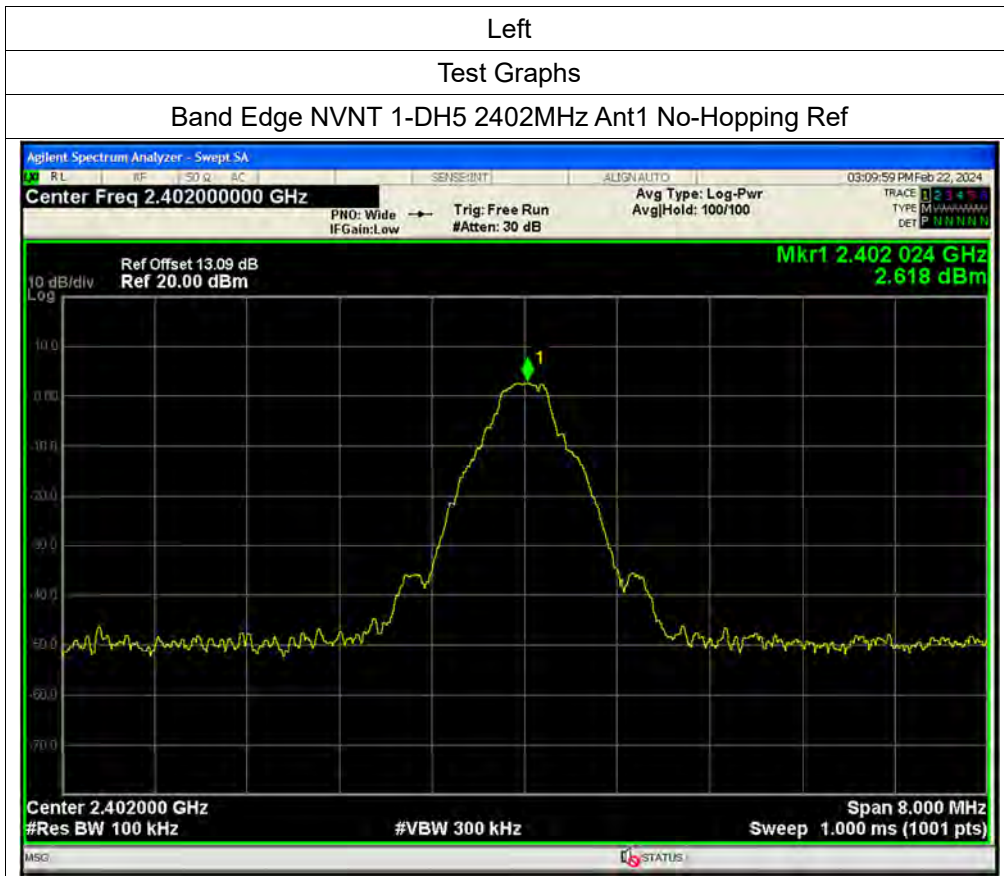 Left
Test Graphs
Band Edge NVNT 1-DH5 2402MHz Ant1 No-Hopping Ref
Agilent Spectrum Analyzer - Swept SA
RL RF 50 Ω AC SENSE:INT ALIGNAUTO 03:09:59 PM Feb 22, 2024
Center Freq 2.402000000 GHz
PNO: Wide
IFGain:Low
Trig: Free Run
#Atten: 30 dB
Avg Type: Log-Pwr
Avg|Hold: 100/100
TRACE 1 2 3 4 5 6
TYPE M
DET P N N N N N
Mkr1 2.402 024 GHz
2.618 dBm
Ref Offset 13.09 dB
10 dB/div Ref 20.00 dBm
Log
1
10.0
0.00
-10.0
-20.0
-30.0
-40.0
-50.0
-60.0
-70.0
Center 2.402000 GHz Span 8.000 MHz
#Res BW 100 kHz #VBW 300 kHz Sweep 1.000 ms (1001 pts)
MSG STATUS